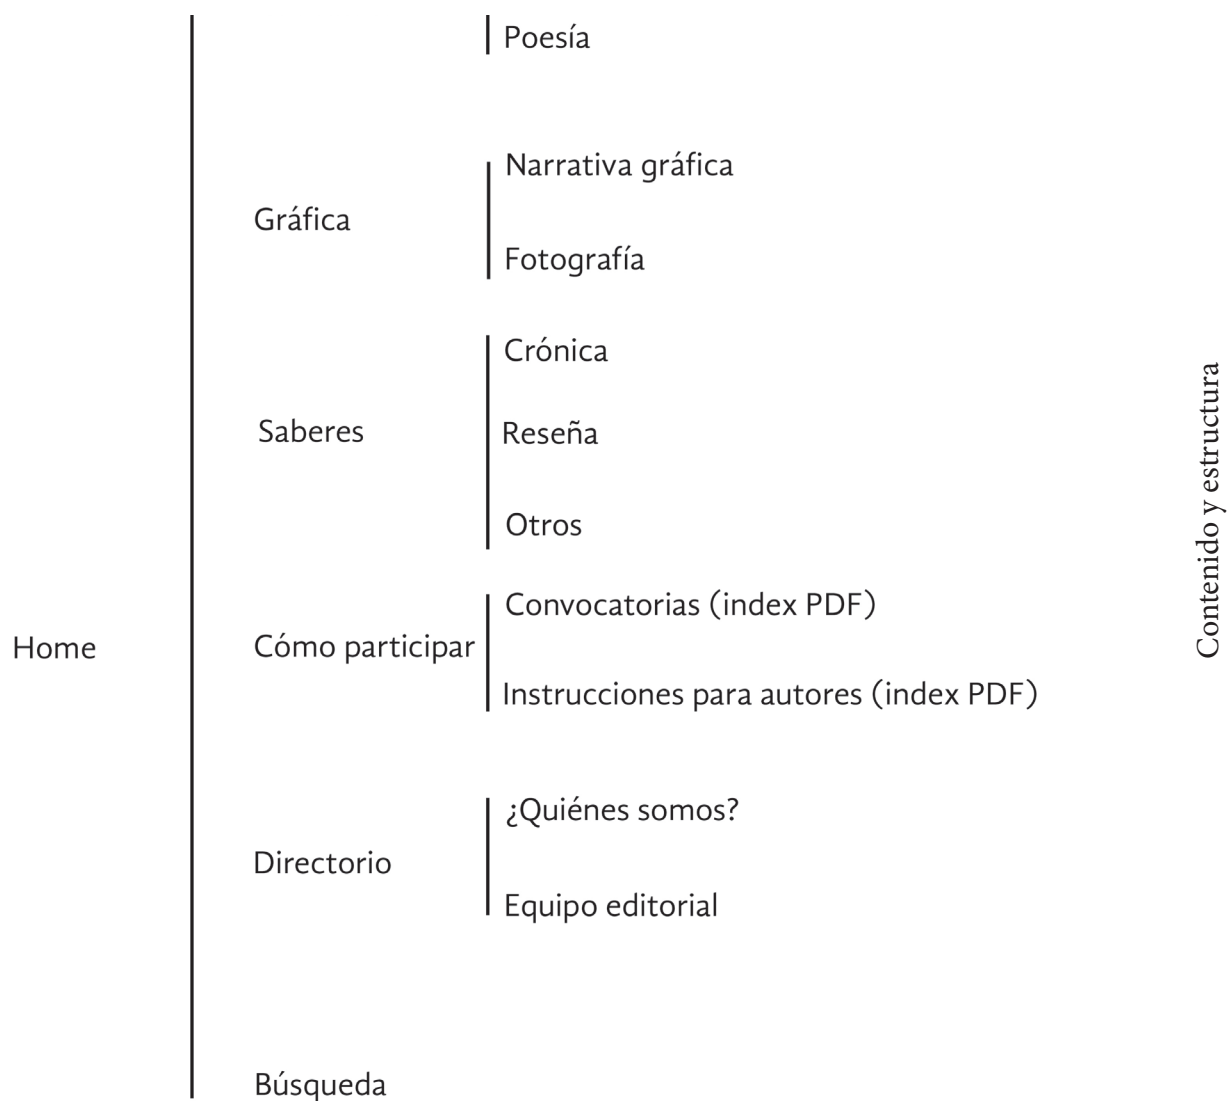 Poesía
Narrativa gráfica
Gráfica
Fotografía
Crónica
Saberes
Reseña
Otros
Convocatorias (index PDF)
Home
Cómo participar
Instrucciones para autores (index PDF)
¿Quiénes somos?
Directorio
Equipo editorial
Búsqueda
Contenido y estructura